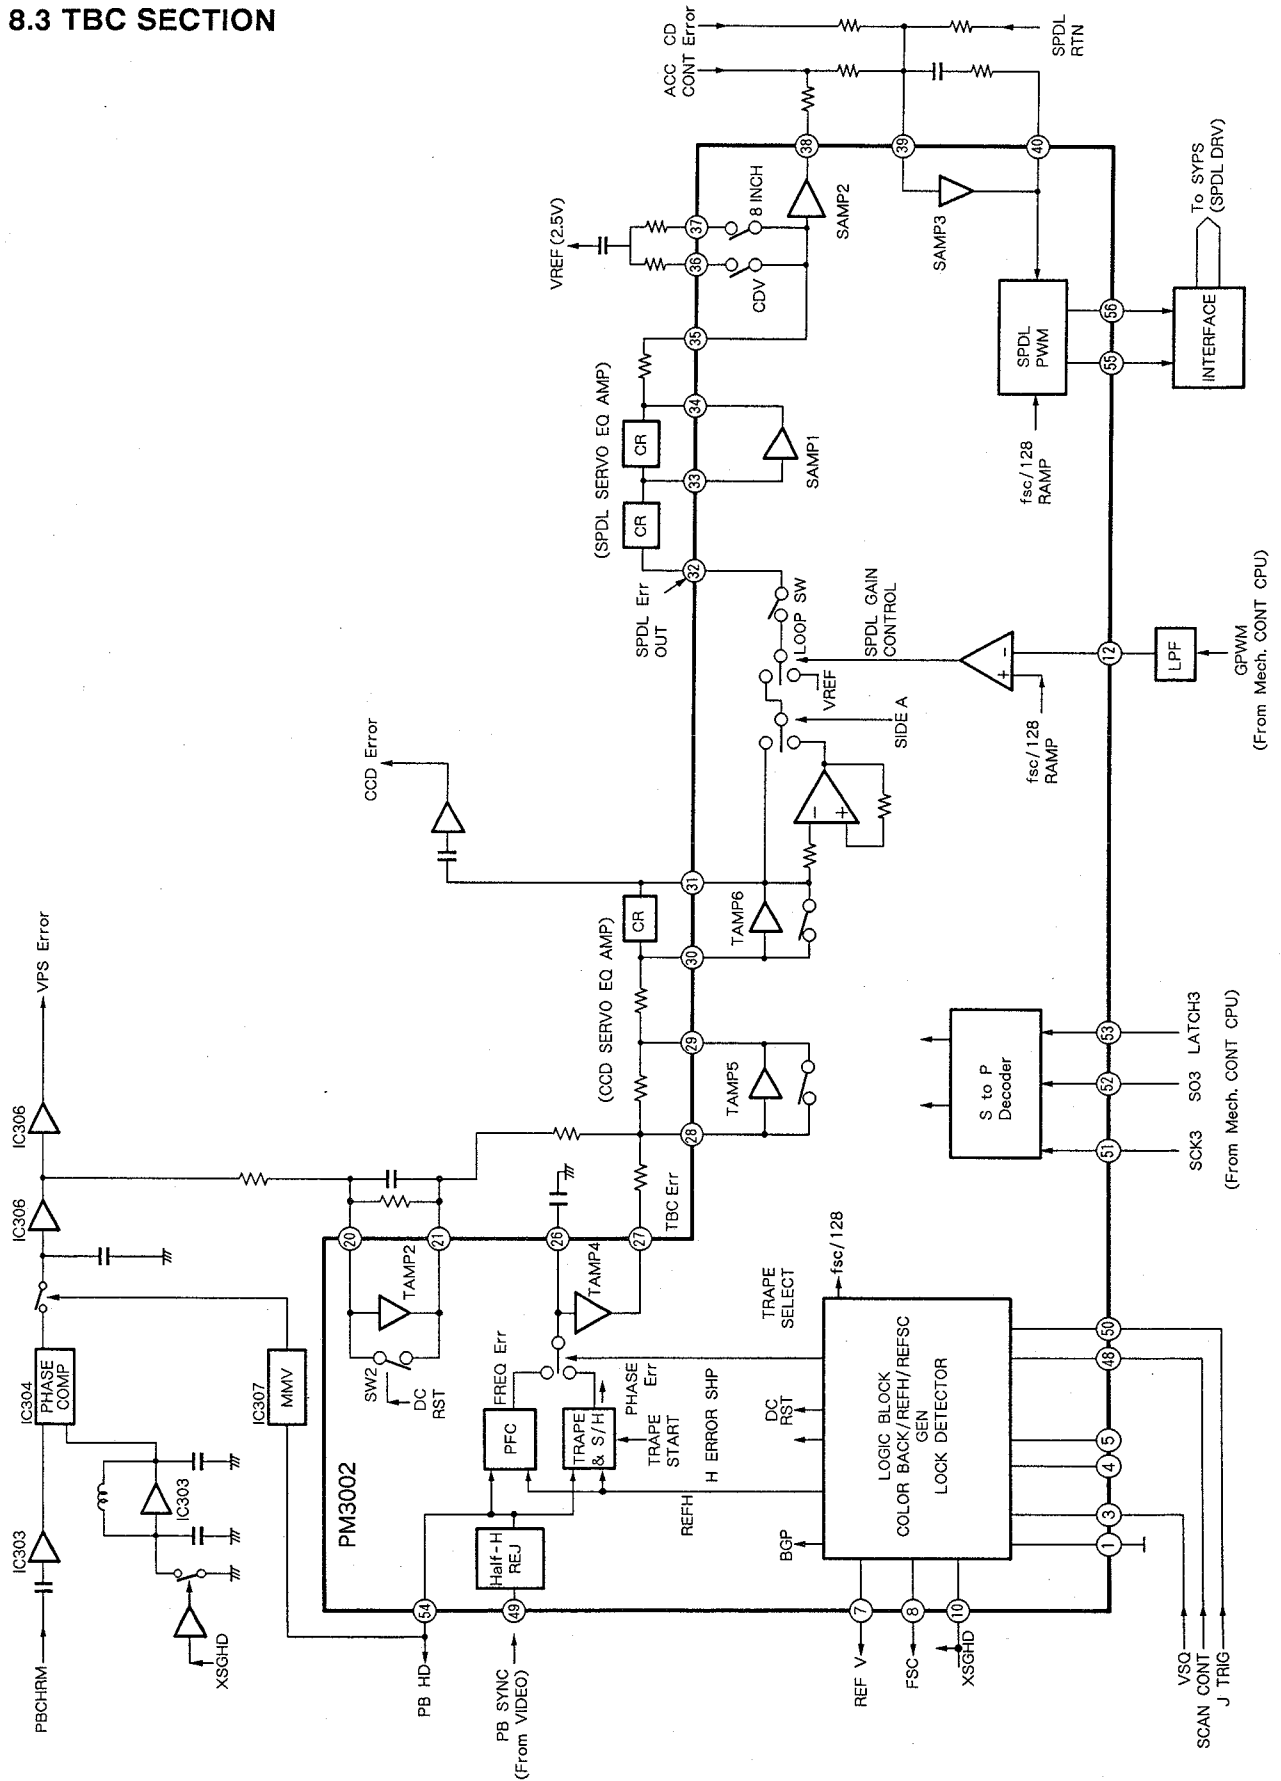 8.3 TBC SECTION
ACC CD
CONT Error
SPDL
RTN
38
39
40
VREF (2.5V)
37
36
8 INCH
CDV
SAMP2
SAMP3
To SYPS
(SPDL DRV)
35
34
33
32
(SPDL SERVO EQ AMP)
CR
CR
SAMP1
SPDL
PWM
fsc/128
RAMP
56
55
INTERFACE
SPDL Err
OUT
LOOP SW
VREF
SPDL GAIN
CONTROL
SIDE A
+
−
fsc/128
RAMP
12
LPF
GPWM
(From Mech. CONT CPU)
CCD Error
−
+
31
30
29
28
CR
(CCD SERVO EQ AMP)
TAMP6
TAMP5
VPS Error
IC306
IC306
S to P
Decoder
53
52
51
LATCH3
SO3
SCK3
(From Mech. CONT CPU)
20
21
26
27
TBC Err
TAMP2
TAMP4
SW2
DC
RST
IC304
PHASE
COMP
IC307
MMV
IC303
IC303
PBCHRM
XSGHD
PM3002
FREQ Err
PFC
TRAPE
& S/H
PHASE
Err
TRAPE
START
TRAPE
SELECT
H ERROR SHP
REFH
Half-H
REJ
54
49
PB HD
PB SYNC
(From VIDEO)
fsc/128
DC
RST
BGP
LOGIC BLOCK
COLOR BACK/REFH/REFSC
GEN
LOCK DETECTOR
50
48
5
4
3
1
7
8
10
REF V
FSC
XSGHD
VSQ
SCAN CONT
J TRIG